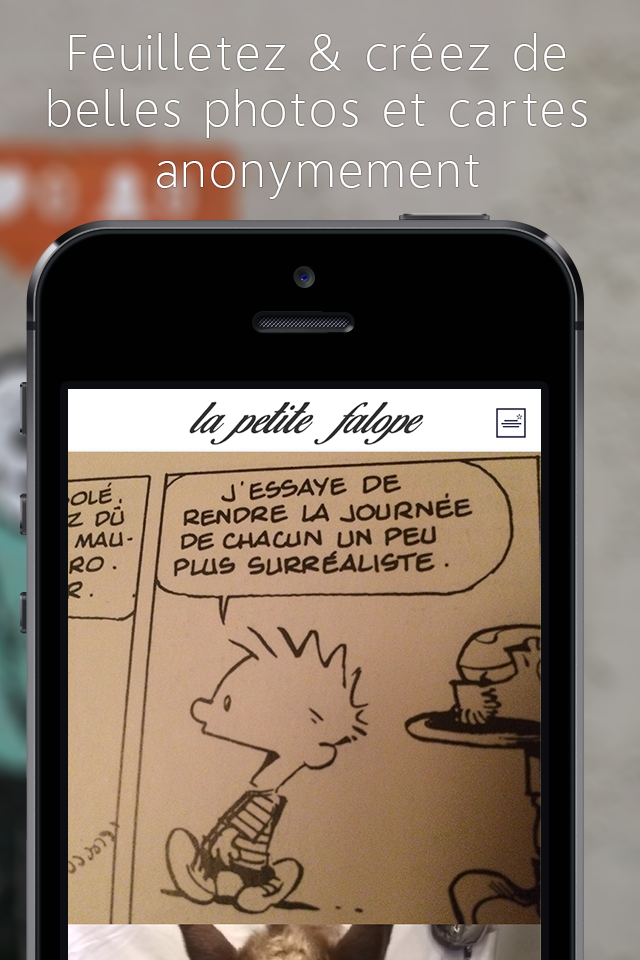 Feuilletez & créez de
belles photos et cartes
anonymement
la petite falope
OLÉ.
Z DÛ
MAU-
RO.
R.
J'ESSAYE DE
RENDRE LA JOURNÉE
DE CHACUN UN PEU
PLUS SURRÉALISTE.